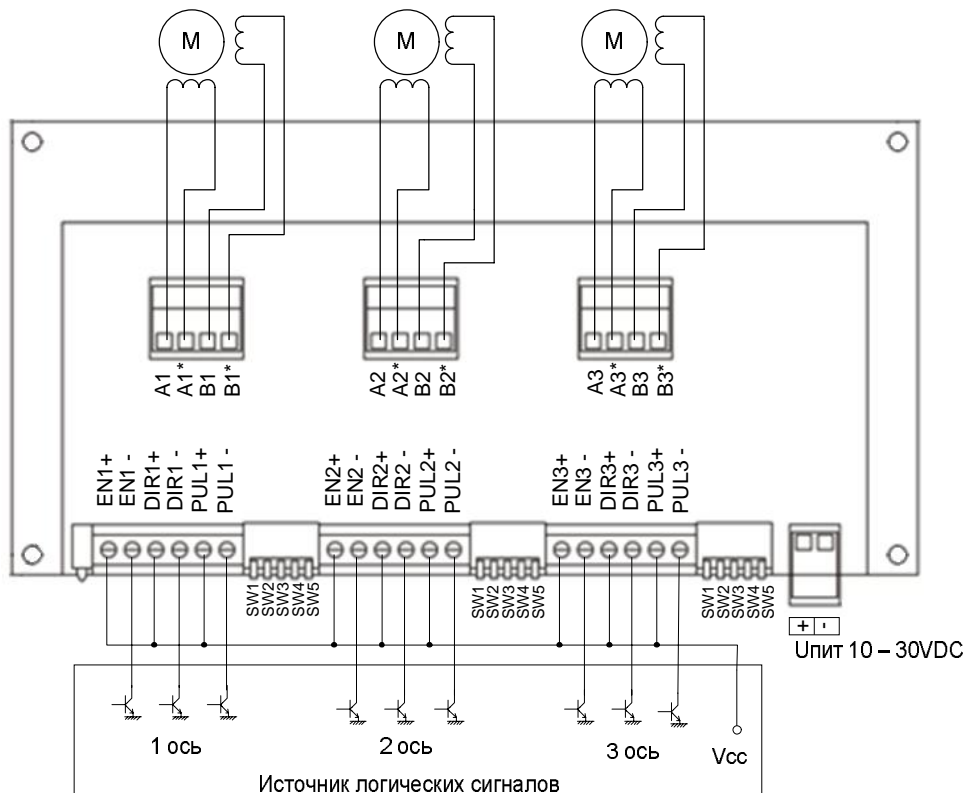 M M M
A1 A1* B1 B1* A2 A2* B2 B2* A3 A3* B3 B3*
EN1+ EN1 - DIR1+ DIR1 - PUL1+ PUL1 - EN2+ EN2 - DIR2+ DIR2 - PUL2+ PUL2 - EN3+ EN3 - DIR3+ DIR3 - PUL3+ PUL3 -
SW1 SW2 SW3 SW4 SW5 SW1 SW2 SW3 SW4 SW5 SW1 SW2 SW3 SW4 SW5
+ -
Uпит 10 – 30VDC
1 ось 2 ось 3 ось Vcc
Источник логических сигналов